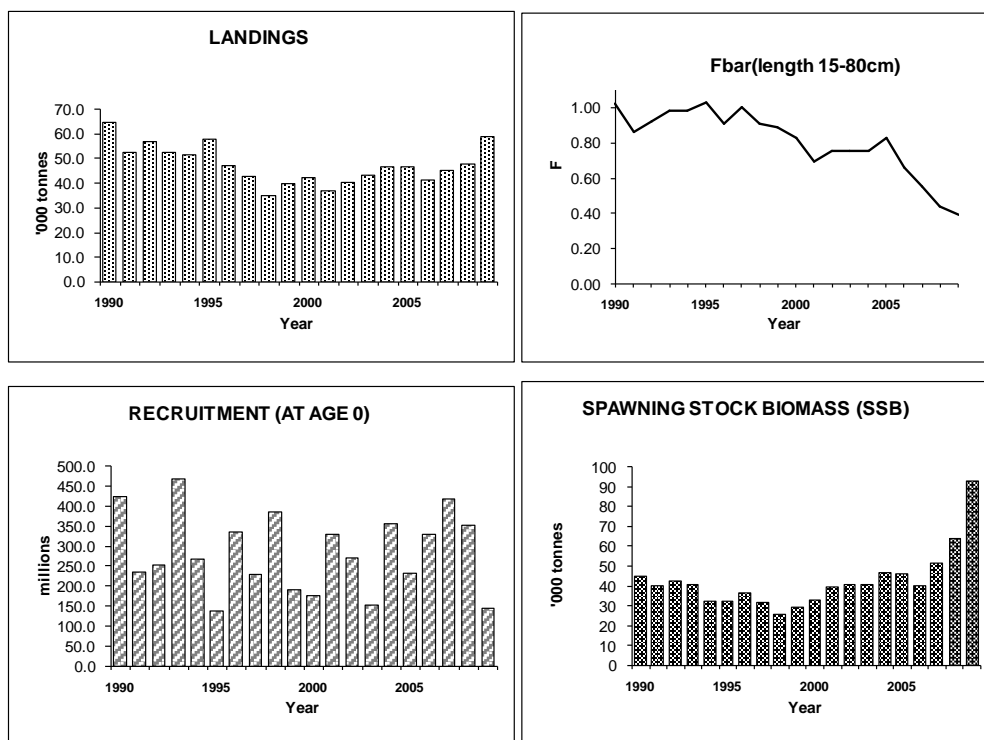 LANDINGS
70.0
60.0
50.0
40.0
30.0
20.0
10.0
0.0
'000 tonnes
1990 1995 2000 2005
Year
Fbar(length 15-80cm)
1.00
0.80
0.60
0.40
0.20
0.00
F
1990 1995 2000 2005
Year
RECRUITMENT (AT AGE 0)
500.0
450.0
400.0
350.0
300.0
250.0
200.0
150.0
100.0
50.0
0.0
millions
1990 1995 2000 2005
Year
SPAWNING STOCK BIOMASS (SSB)
100
90
80
70
60
50
40
30
20
10
0
'000 tonnes
1990 1995 2000 2005
Year